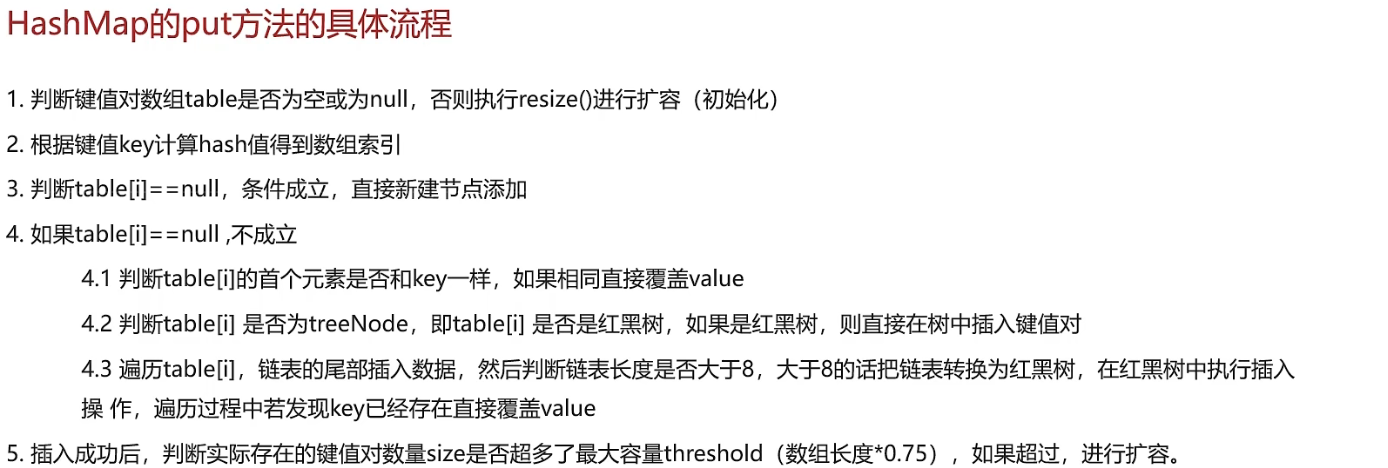 HashMap的put方法的具体流程
1. 判断键值对数组table是否为空或为null，否则执行resize()进行扩容（初始化）
2. 根据键值key计算hash值得到数组索引
3. 判断table[i]==null，条件成立，直接新建节点添加
4. 如果table[i]==null ,不成立
4.1 判断table[i]的首个元素是否和key一样，如果相同直接覆盖value
4.2 判断table[i] 是否为treeNode，即table[i] 是否是红黑树，如果是红黑树，则直接在树中插入键值对
4.3 遍历table[i]，链表的尾部插入数据，然后判断链表长度是否大于8，大于8的话把链表转换为红黑树，在红黑树中执行插入
操 作，遍历过程中若发现key已经存在直接覆盖value
5. 插入成功后，判断实际存在的键值对数量size是否超多了最大容量threshold（数组长度*0.75），如果超过，进行扩容。